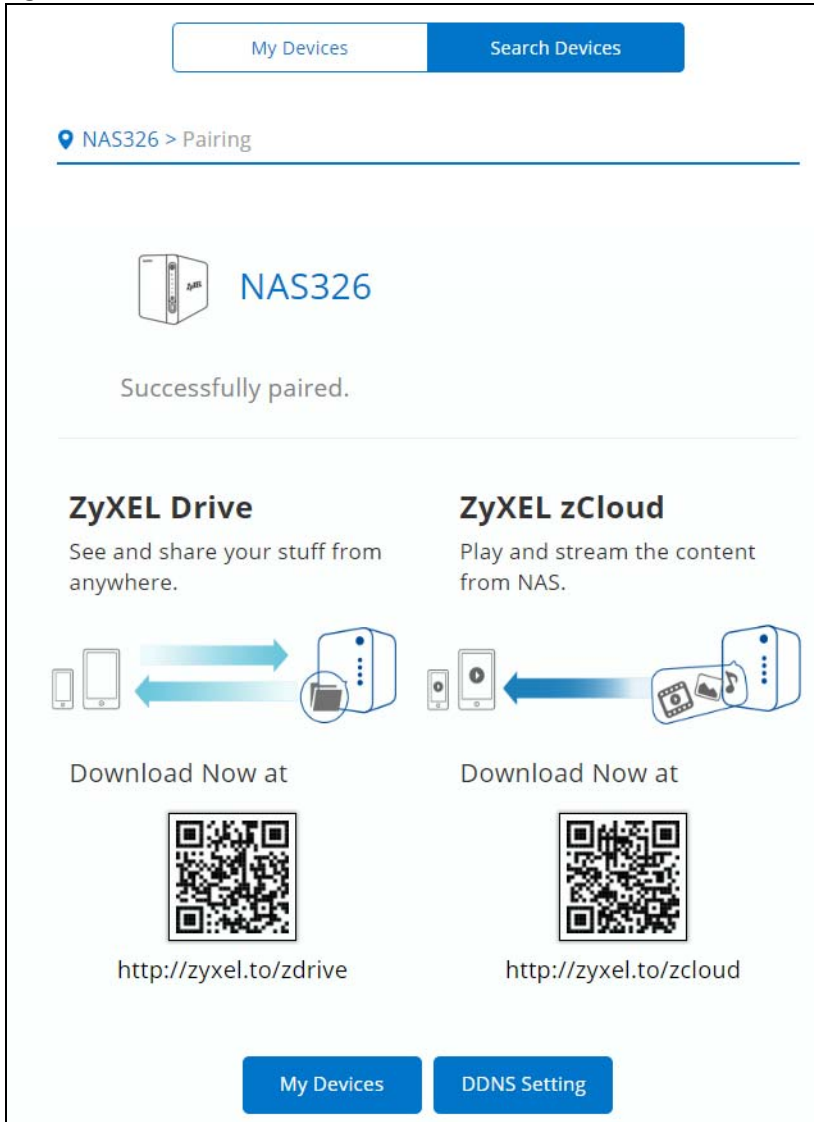 My Devices
Search Devices
NAS326 > Pairing
ZyXEL
NAS326
Successfully paired.
ZyXEL Drive
See and share your stuff from
anywhere.
Download Now at
http://zyxel.to/zdrive
ZyXEL zCloud
Play and stream the content
from NAS.
Download Now at
http://zyxel.to/zcloud
My Devices
DDNS Setting